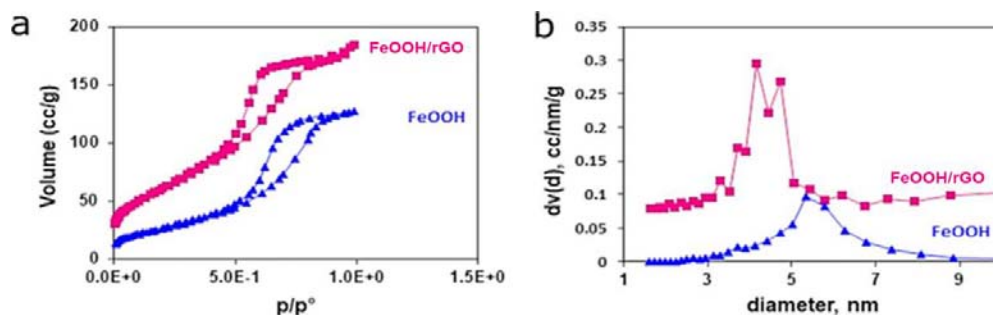 a
200
150
100
50
0
Volume (cc/g)
FeOOH/rGO
FeOOH
0.0E+0 5.0E-1 1.0E+0 1.5E+0
p/p°
b
0.35
0.3
0.25
0.2
0.15
0.1
0.05
0
dv(d), cc/nm/g
FeOOH/rGO
FeOOH
1 3 5 7 9
diameter, nm